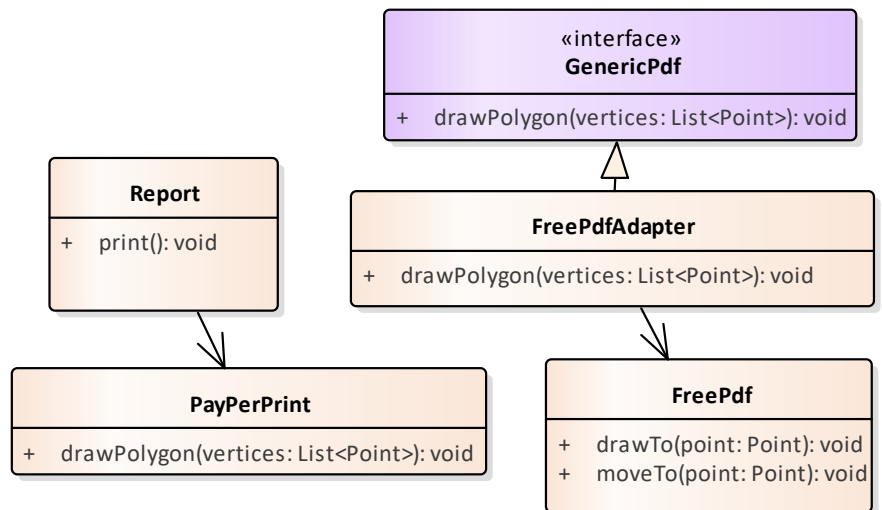 «interface»
GenericPdf
+ drawPolygon(vertices: List<Point>): void
Report
+ print(): void
FreePdfAdapter
+ drawPolygon(vertices: List<Point>): void
PayPerPrint
+ drawPolygon(vertices: List<Point>): void
FreePdf
+ drawTo(point: Point): void
+ moveTo(point: Point): void